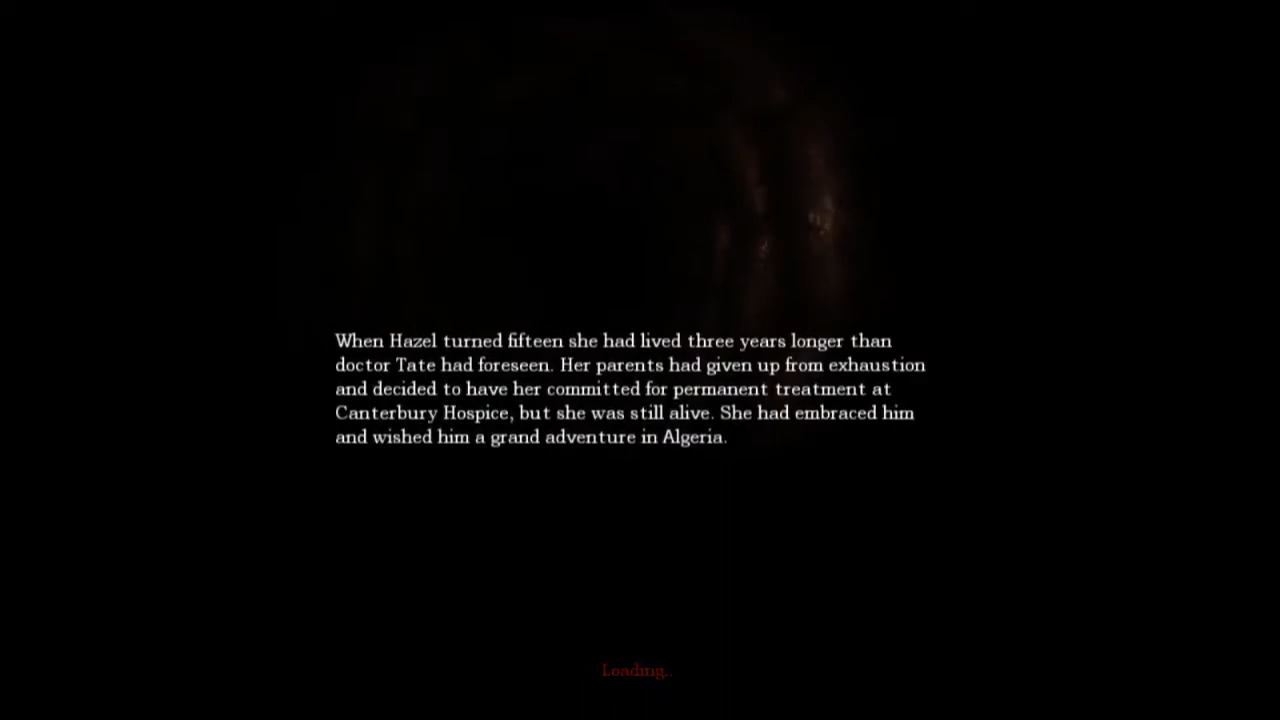 When Hazel turned fifteen she had lived three years longer than
doctor Tate had foreseen. Her parents had given up from exhaustion
and decided to have her committed for permanent treatment at
Canterbury Hospice, but she was still alive. She had embraced him
and wished him a grand adventure in Algeria.
Loading..